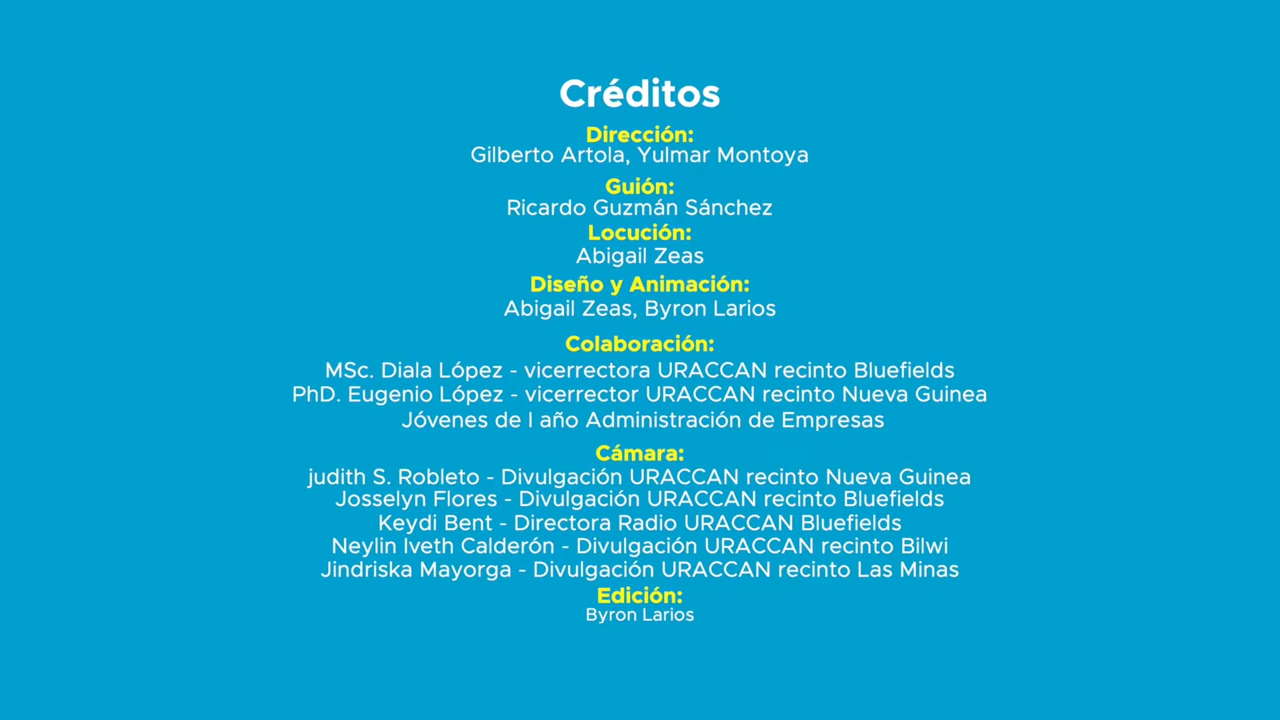 Créditos
Dirección:
Gilberto Artola, Yulmar Montoya
Guión:
Ricardo Guzmán Sánchez
Locución:
Abigail Zeas
Diseño y Animación:
Abigail Zeas, Byron Larios
Colaboración:
MSc. Diala López - vicerrectora URACCAN recinto Bluefields
PhD. Eugenio López - vicerrector URACCAN recinto Nueva Guinea
Jóvenes de I año Administración de Empresas
Cámara:
judith S. Robleto - Divulgación URACCAN recinto Nueva Guinea
Josselyn Flores - Divulgación URACCAN recinto Bluefields
Keydi Bent - Directora Radio URACCAN Bluefields
Neylin Iveth Calderón - Divulgación URACCAN recinto Bilwi
Jindriska Mayorga - Divulgación URACCAN recinto Las Minas
Edición:
Byron Larios